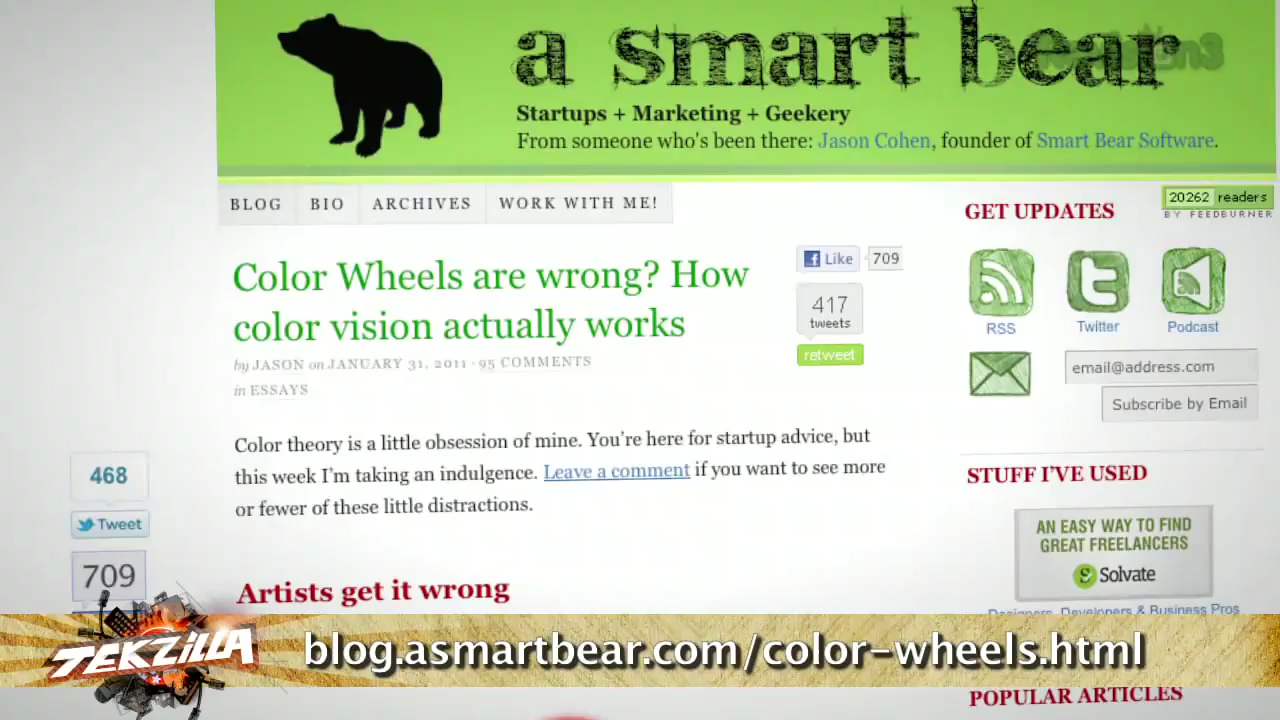 a smart bear
Startups + Marketing + Geekery
From someone who's been there: Jason Cohen, founder of Smart Bear Software.
BLOG BIO ARCHIVES WORK WITH ME!
20262 readers
BY FEEDBURNER
GET UPDATES
Color Wheels are wrong? How
color vision actually works
by JASON on JANUARY 31, 2011 · 95 COMMENTS
in ESSAYS
Like 709
417
tweets
retweet
RSS Twitter Podcast
email@address.com
Subscribe by Email
Color theory is a little obsession of mine. You're here for startup advice, but
this week I'm taking an indulgence. Leave a comment if you want to see more
or fewer of these little distractions.
468
Tweet
709
STUFF I'VE USED
AN EASY WAY TO FIND
GREAT FREELANCERS
Solvate
Designers, Developers & Business Pros
Artists get it wrong
TEKZILLA
blog.asmartbear.com/color-wheels.html
POPULAR ARTICLES